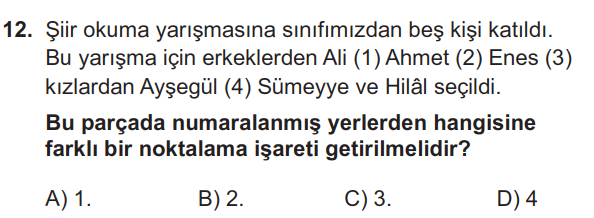 12. Şiir okuma yarışmasına sınıfımızdan beş kişi katıldı.
Bu yarışma için erkeklerden Ali (1) Ahmet (2) Enes (3)
kızlardan Ayşegül (4) Sümeyye ve Hilâl seçildi.
Bu parçada numaralanmış yerlerden hangisine
farklı bir noktalama işareti getirilmelidir?
A) 1. B) 2. C) 3. D) 4